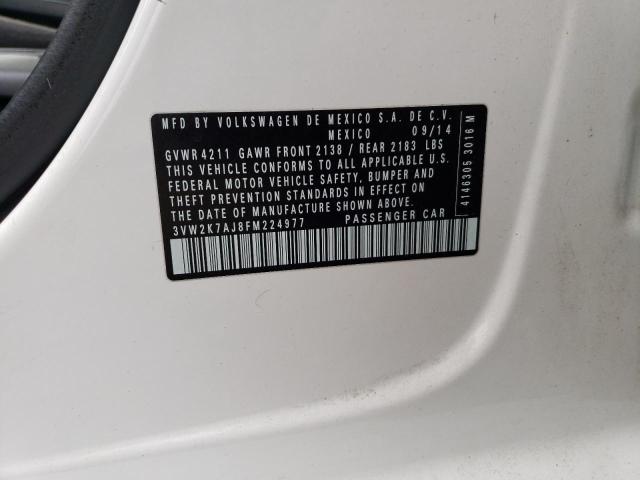 MFD BY VOLKSWAGEN DE MEXICO S.A. DE C.V.
MEXICO 09/14
GVWR 4211 GAWR FRONT 2138 / REAR 2183 LBS
THIS VEHICLE CONFORMS TO ALL APPLICABLE U.S.
FEDERAL MOTOR VEHICLE SAFETY, BUMPER AND
THEFT PREVENTION STANDARDS IN EFFECT ON
THE DATE OF MANUFACTURE SHOWN ABOVE.
3VW2K7AJ8FM224977 PASSENGER CAR
4146305 3016 M